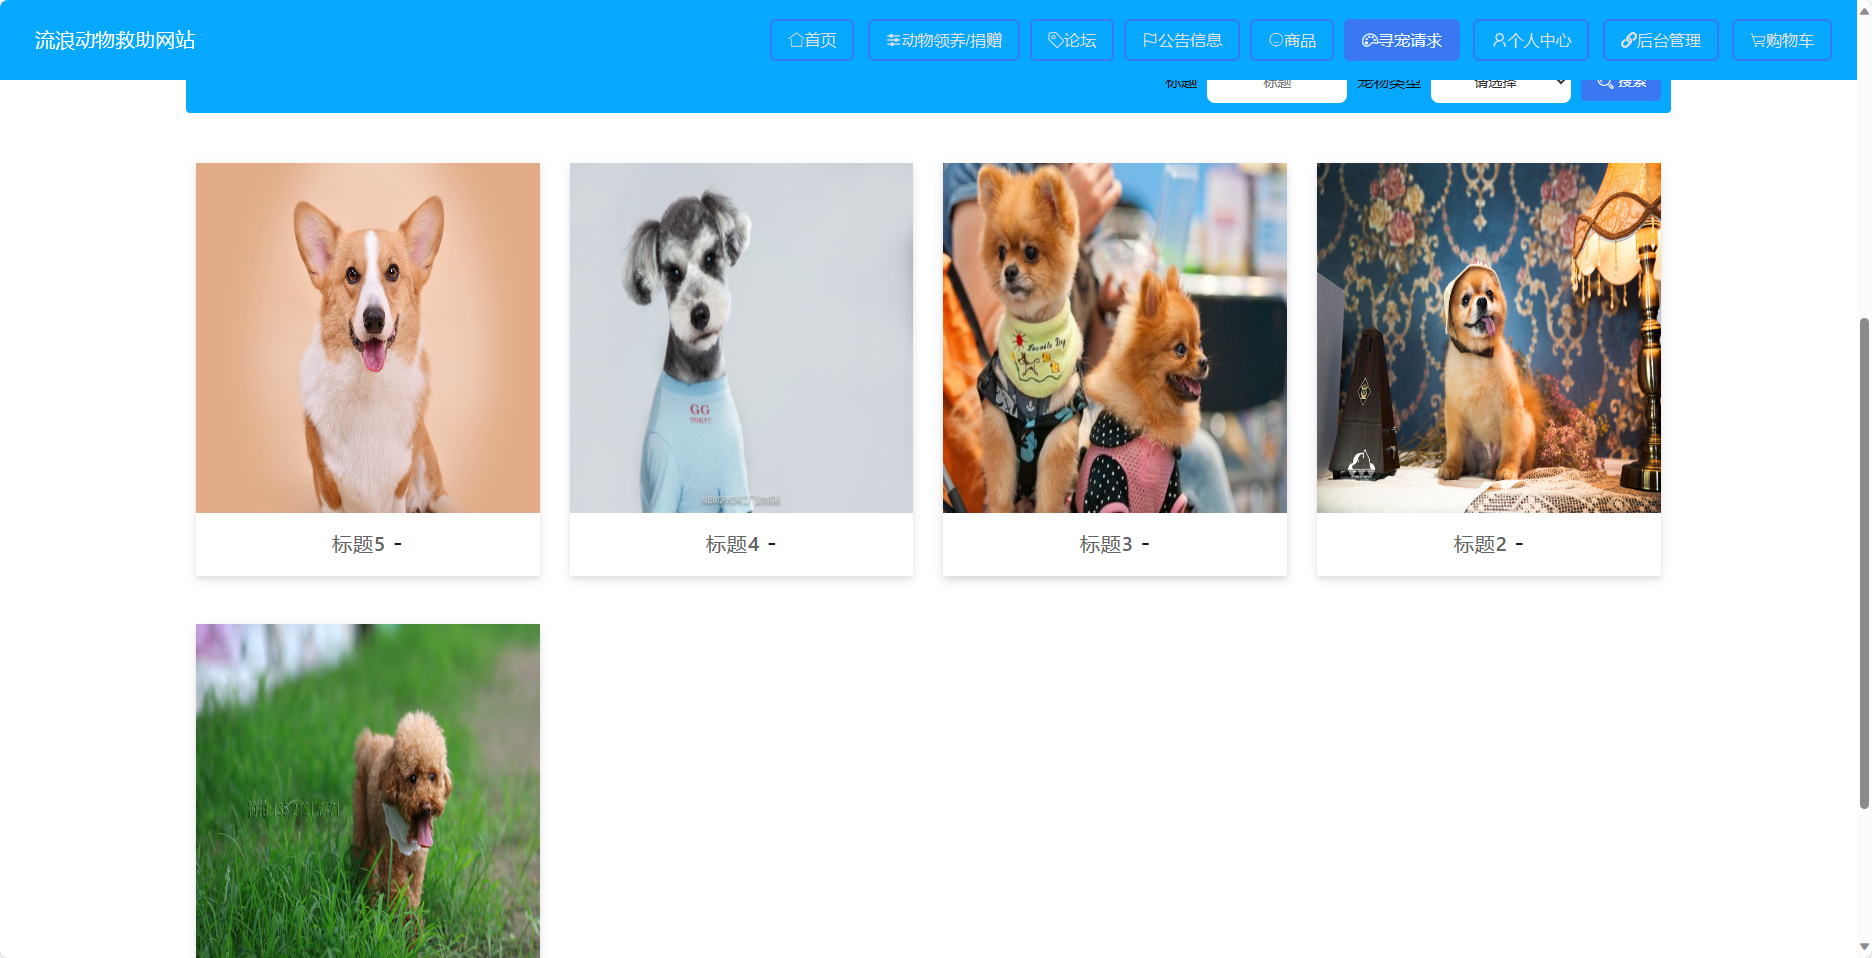 流浪动物救助网站
首页 动物领养/捐赠 论坛 公告信息 商品 寻宠请求 个人中心 后台管理 购物车
标题 标题 宠物类型 请选择 搜索
GG
TOKYO
标题5 -
标题4 -
标题3 -
标题2 -